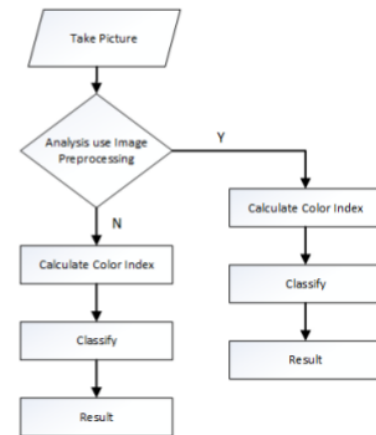 Take Picture
Analysis use Image
Preprocessing
Y
N
Calculate Color Index
Classify
Result
Calculate Color Index
Classify
Result